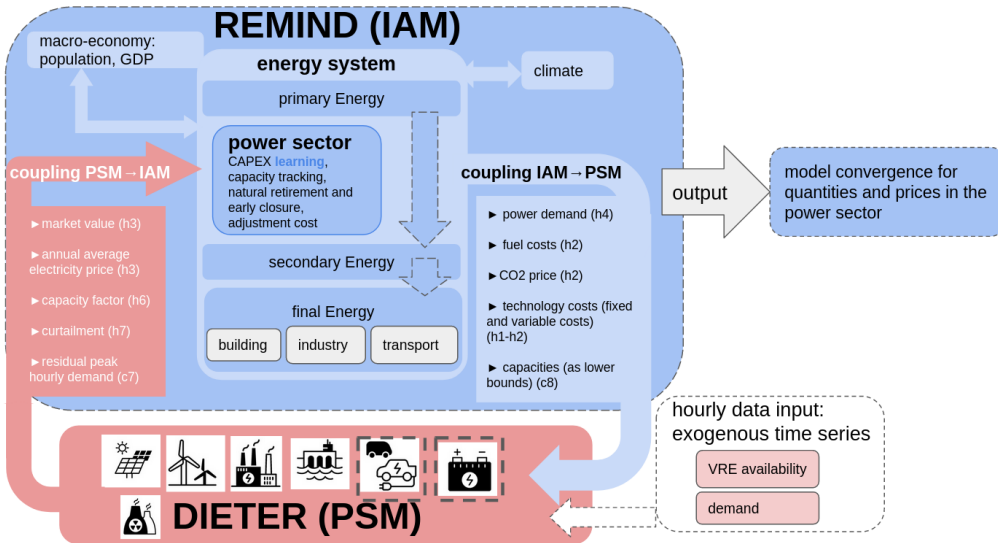 REMIND (IAM)
macro-economy:
population, GDP
energy system
climate
primary Energy
power sector
CAPEX learning,
capacity tracking,
natural retirement and
early closure,
adjustment cost
coupling PSM→IAM
►market value (h3)
►annual average
electricity price (h3)
►capacity factor (h6)
►curtailment (h7)
►residual peak
hourly demand (c7)
secondary Energy
final Energy
building
industry
transport
coupling IAM→PSM
► power demand (h4)
► fuel costs (h2)
►CO2 price (h2)
► technology costs (fixed
and variable costs)
(h1-h2)
► capacities (as lower
bounds) (c8)
output
model convergence for
quantities and prices in the
power sector
hourly data input:
exogenous time series
VRE availability
demand
DIETER (PSM)